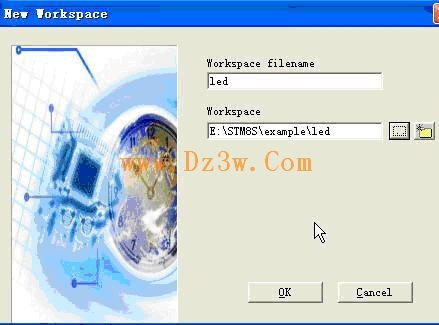 New Workspace
Workspace filename
led
Workspace
E:\STM8S\example\led
www.Dz3w.Com
OK
Cancel